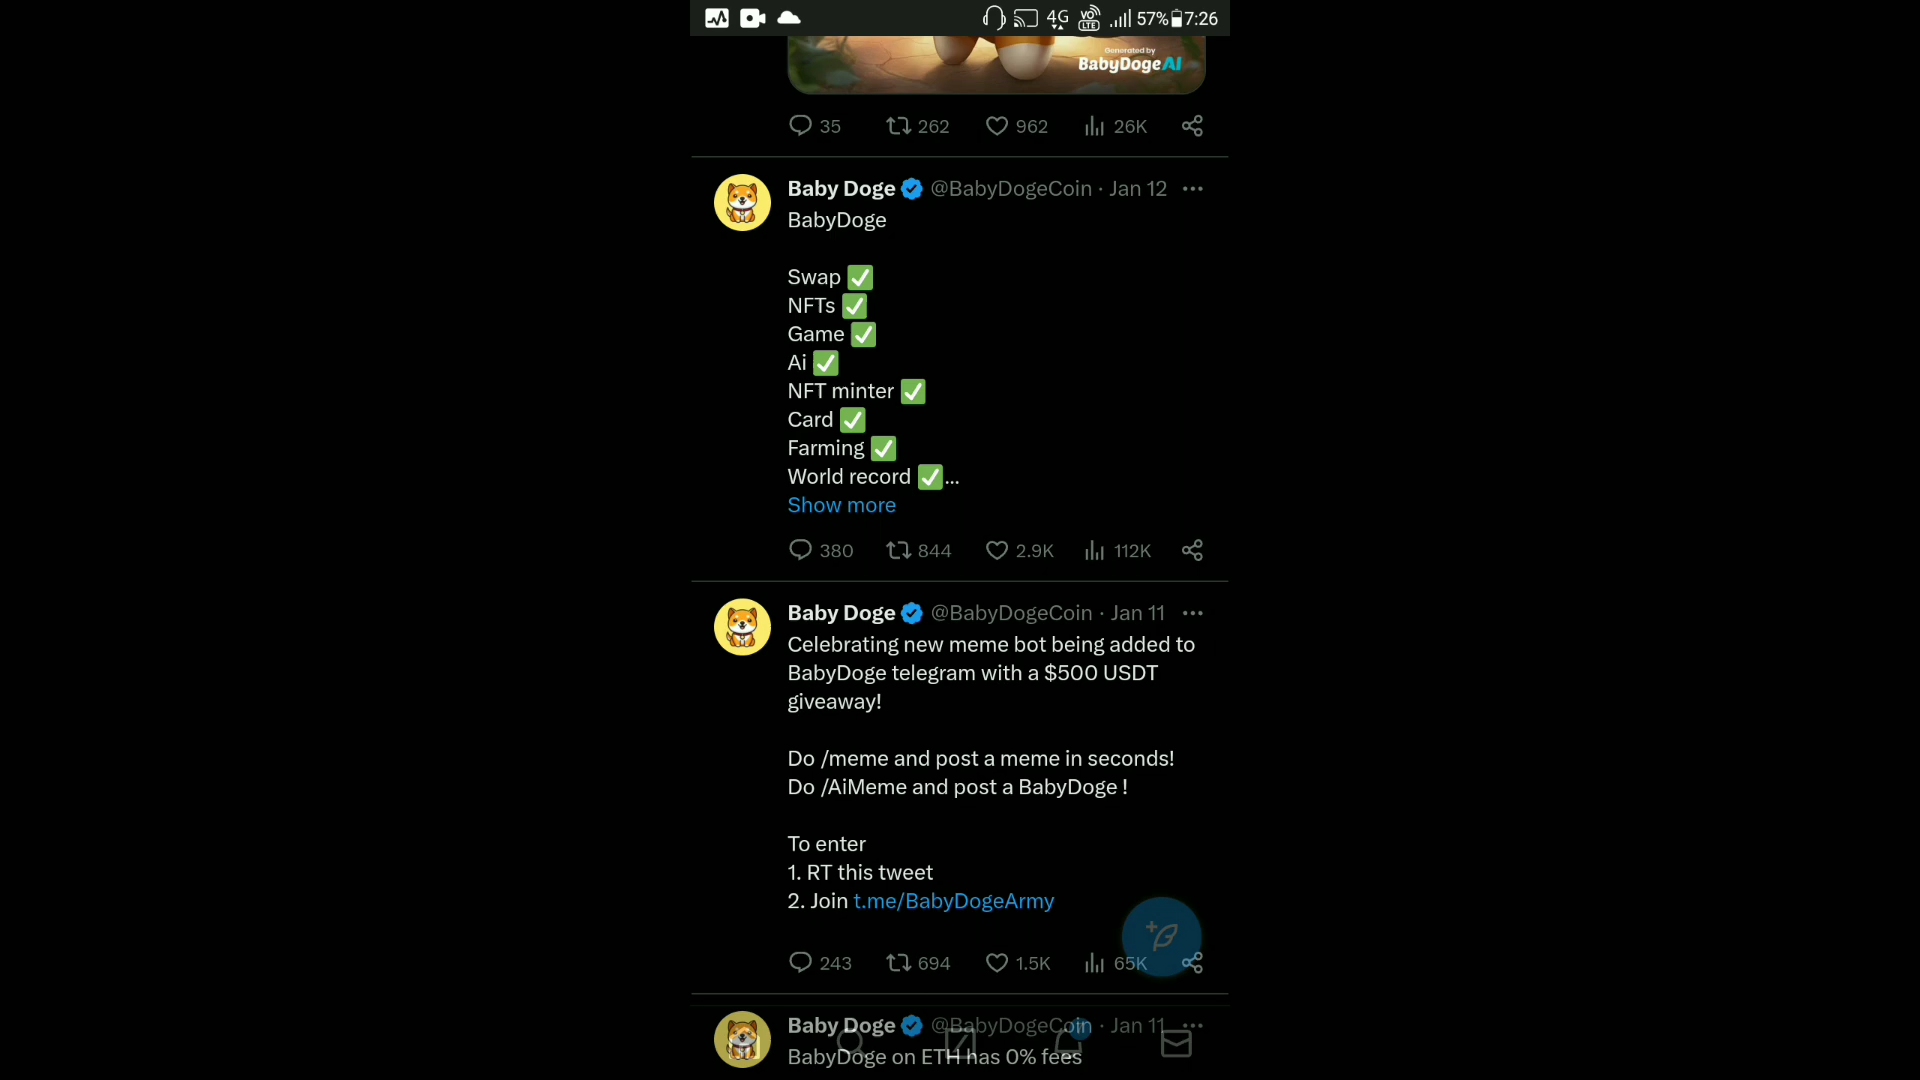 4G VO LTE 57% 7:26
Generated by
BabyDogeAI
35 262 962 26K
Baby Doge @BabyDogeCoin · Jan 12 ...
BabyDoge
Swap ✅
NFTs ✅
Game ✅
Ai ✅
NFT minter ✅
Card ✅
Farming ✅
World record ✅...
Show more
380 844 2.9K 112K
Baby Doge @BabyDogeCoin · Jan 11 ...
Celebrating new meme bot being added to
BabyDoge telegram with a $500 USDT
giveaway!
Do /meme and post a meme in seconds!
Do /AiMeme and post a BabyDoge !
To enter
1. RT this tweet
2. Join t.me/BabyDogeArmy
243 694 1.5K 65K
Baby Doge @BabyDogeCoin · Jan 11 ...
BabyDoge on ETH has 0% fees